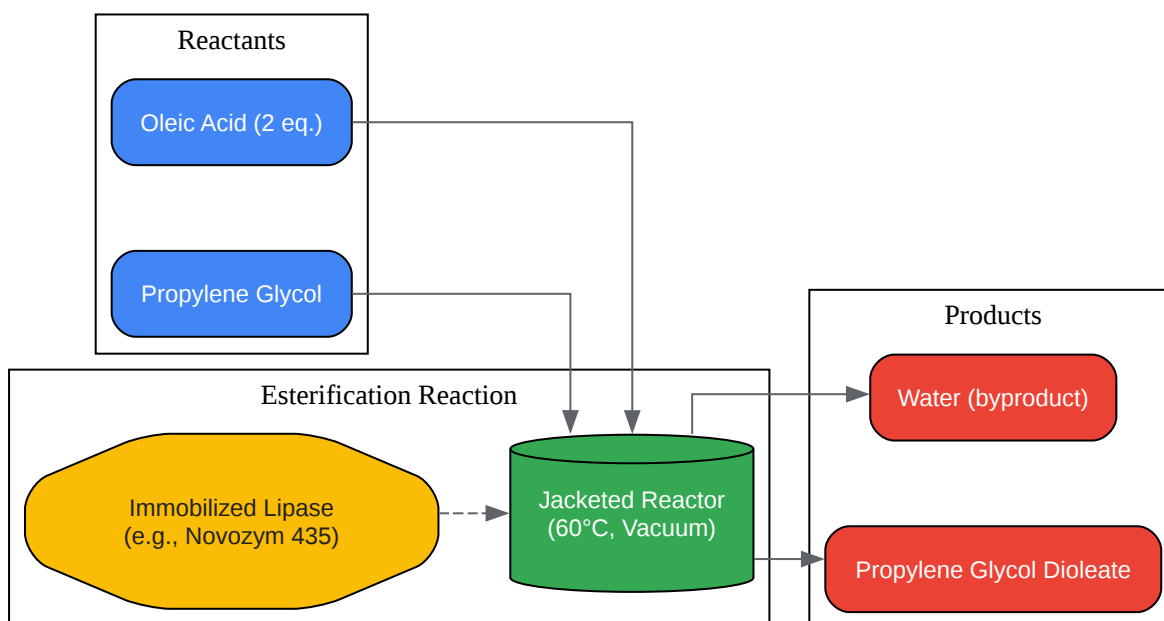 Reactants
Oleic Acid (2 eq.)
Propylene Glycol
Esterification Reaction
Immobilized Lipase
(e.g., Novozym 435)
Jacketed Reactor
(60°C, Vacuum)
Products
Water (byproduct)
Propylene Glycol Dioleate